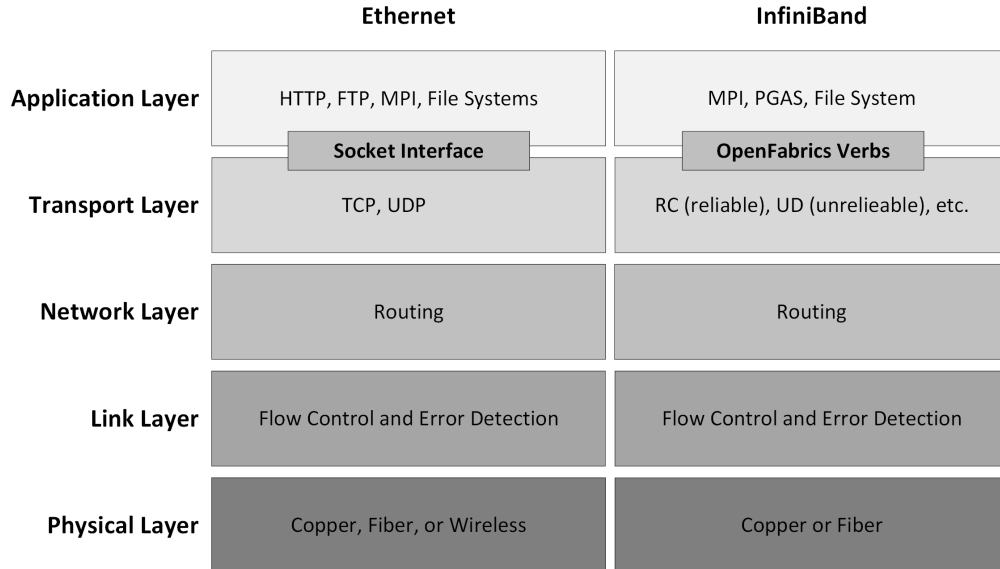 Ethernet
InfiniBand
Application Layer
HTTP, FTP, MPI, File Systems
MPI, PGAS, File System
Socket Interface
OpenFabrics Verbs
Transport Layer
TCP, UDP
RC (reliable), UD (unrelieable), etc.
Network Layer
Routing
Routing
Link Layer
Flow Control and Error Detection
Flow Control and Error Detection
Physical Layer
Copper, Fiber, or Wireless
Copper or Fiber